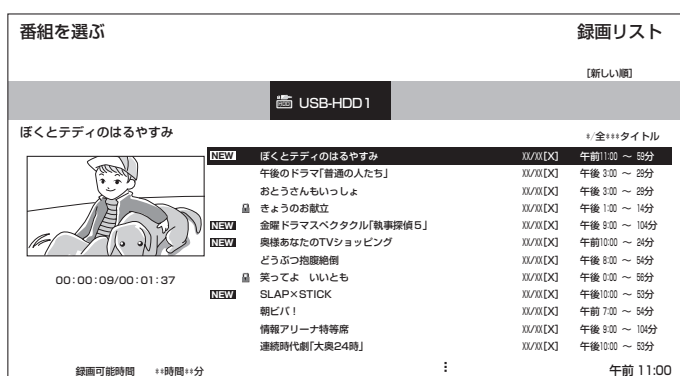 番組を選ぶ
録画リスト
[新しい順]
HDD USB-HDD1
ぼくとテディのはるやすみ
*/全***タイトル
NEW ぼくとテディのはるやすみ XX/XX[X] 午前11:00 ~ 59分
午後のドラマ「普通の人たち」 XX/XX[X] 午後 3:00 ~ 29分
おとうさんもいっしょ XX/XX[X] 午後 3:00 ~ 29分
きょうのお献立 XX/XX[X] 午後 1:00 ~ 14分
NEW 金曜ドラマスペクタクル「執事探偵5」 XX/XX[X] 午後 9:00 ~ 104分
NEW 奥様あなたのTVショッピング XX/XX[X] 午前10:00 ~ 24分
どうぶつ抱腹絶倒 XX/XX[X] 午後 8:00 ~ 54分
笑ってよ いいとも XX/XX[X] 午後 0:00 ~ 56分
NEW SLAP×STICK XX/XX[X] 午後10:00 ~ 53分
朝ビバ! XX/XX[X] 午前 7:00 ~ 54分
情報アリーナ特等席 XX/XX[X] 午後 9:00 ~ 104分
連続時代劇「大奥24時」 XX/XX[X] 午後10:00 ~ 53分
00:00:09/00:01:37
録画可能時間 **時間**分
午前 11:00